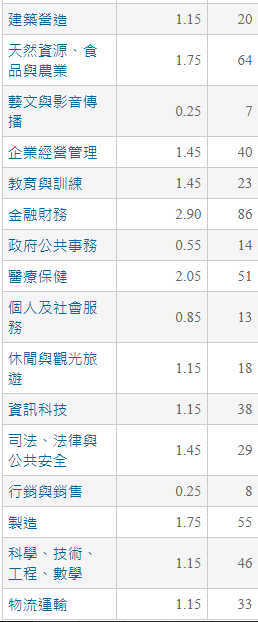 建築營造 1.15 20
天然資源、食
品與農業 1.75 64
藝文與影音傳
播 0.25 7
企業經營管理 1.45 40
教育與訓練 1.45 23
金融財務 2.90 86
政府公共事務 0.55 14
醫療保健 2.05 51
個人及社會服
務 0.85 13
休閒與觀光旅
遊 1.15 18
資訊科技 1.15 38
司法、法律與
公共安全 1.45 29
行銷與銷售 0.25 8
製造 1.75 55
科學、技術、
工程、數學 1.15 46
物流運輸 1.15 33